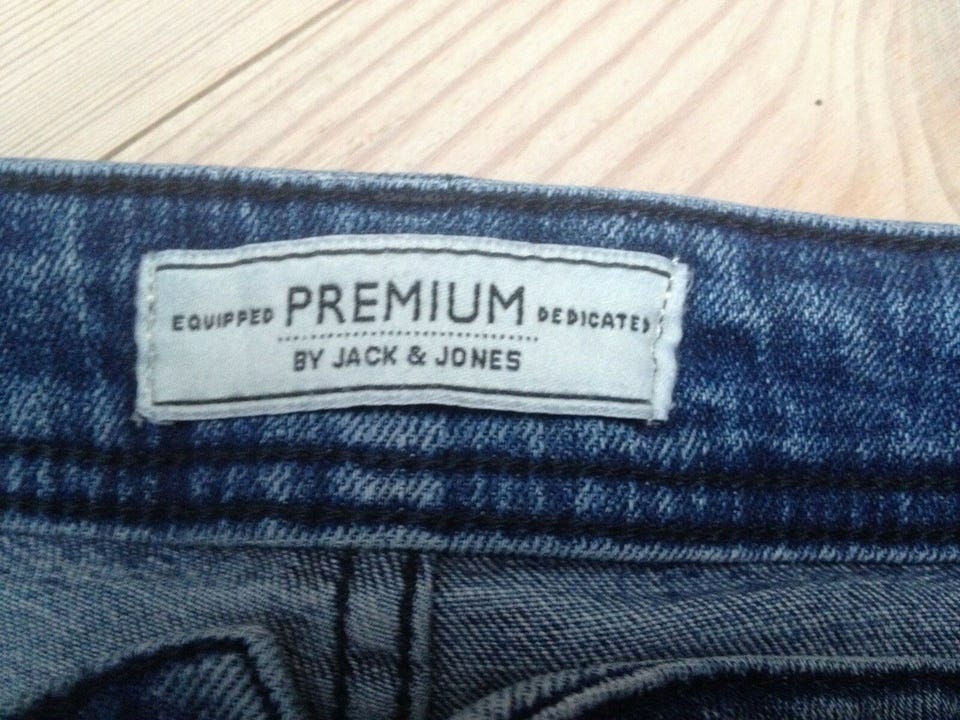 EQUIPPED PREMIUM DEDICATED
BY JACK & JONES